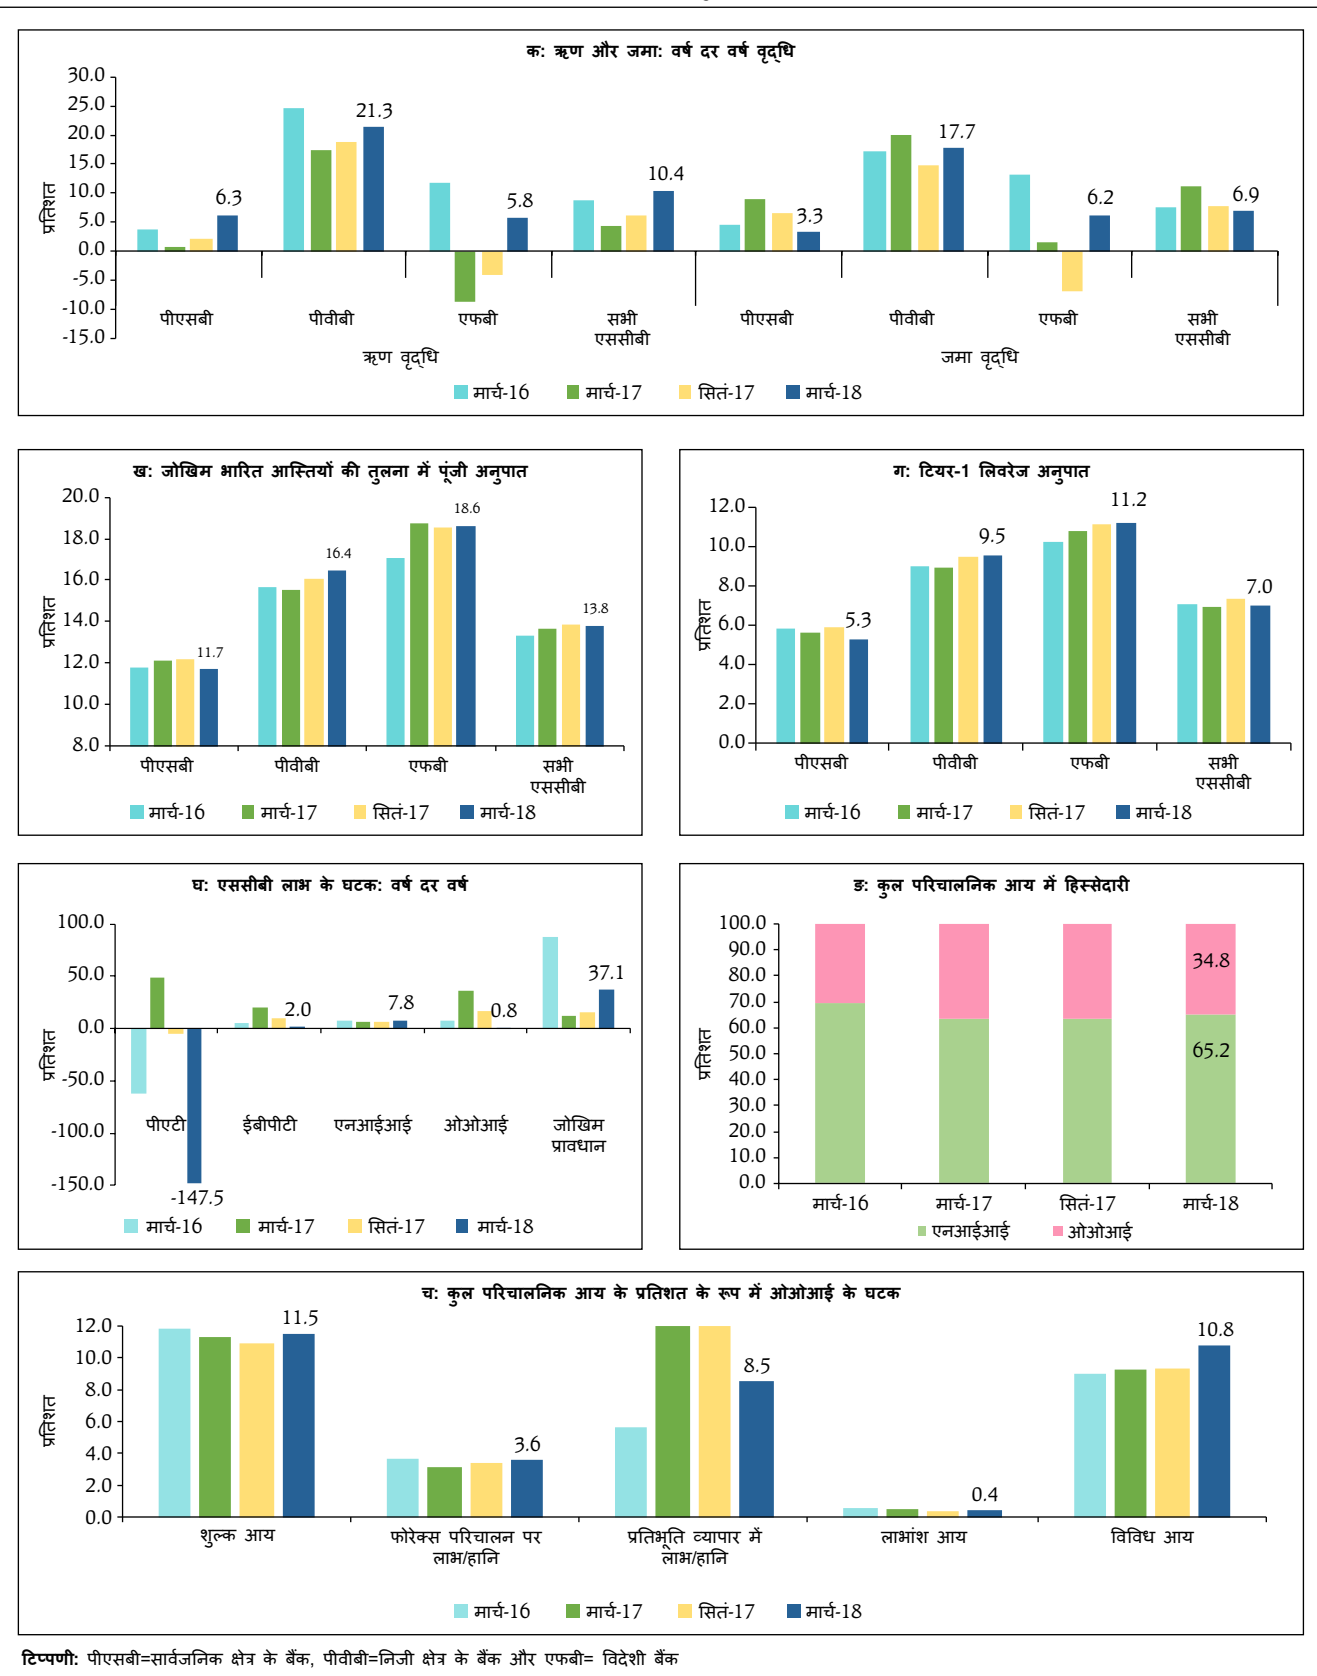 क: ऋण और जमा: वर्ष दर वर्ष वृद्धि
30.0
25.0
20.0
15.0
10.0
5.0
0.0
-5.0
-10.0
-15.0
प्रतिशत
6.3
21.3
5.8
10.4
3.3
17.7
6.2
6.9
पीएसबी
पीवीबी
एफबी
सभी
एससीबी
पीएसबी
पीवीबी
एफबी
सभी
एससीबी
ऋण वृद्धि
जमा वृद्धि
मार्च-16 मार्च-17 सितं-17 मार्च-18
ख: जोखिम भारित आस्तियों की तुलना में पूंजी अनुपात
20.0
18.0
16.0
14.0
12.0
10.0
8.0
प्रतिशत
11.7
16.4
18.6
13.8
पीएसबी
पीवीबी
एफबी
सभी
एससीबी
मार्च-16 मार्च-17 सितं-17 मार्च-18
ग: टियर-1 लिवरेज अनुपात
12.0
10.0
8.0
6.0
4.0
2.0
0.0
प्रतिशत
5.3
9.5
11.2
7.0
पीएसबी
पीवीबी
एफबी
सभी
एससीबी
मार्च-16 मार्च-17 सितं-17 मार्च-18
घ: एससीबी लाभ के घटक: वर्ष दर वर्ष
100.0
50.0
0.0
-50.0
-100.0
-150.0
प्रतिशत
-147.5
2.0
7.8
0.8
37.1
पीएटी
ईबीपीटी
एनआईआई
ओओआई
जोखिम
प्रावधान
मार्च-16 मार्च-17 सितं-17 मार्च-18
ङ: कुल परिचालनिक आय में हिस्सेदारी
100.0
90.0
80.0
70.0
60.0
50.0
40.0
30.0
20.0
10.0
0.0
प्रतिशत
34.8
65.2
मार्च-16
मार्च-17
सितं-17
मार्च-18
एनआईआई ओओआई
च: कुल परिचालनिक आय के प्रतिशत के रूप में ओओआई के घटक
12.0
10.0
8.0
6.0
4.0
2.0
0.0
प्रतिशत
11.5
3.6
8.5
0.4
10.8
शुल्क आय
फोरेक्स परिचालन पर
लाभ/हानि
प्रतिभूति व्यापार में
लाभ/हानि
लाभांश आय
विविध आय
मार्च-16 मार्च-17 सितं-17 मार्च-18
टिप्पणी: पीएसबी=सार्वजनिक क्षेत्र के बैंक, पीवीबी=निजी क्षेत्र के बैंक और एफबी= विदेशी बैंक